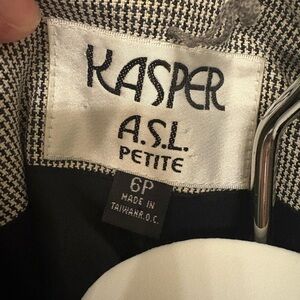 KASPER
A.S.L.
PETITE
6P
MADE IN
TAIWAN R.O.C.